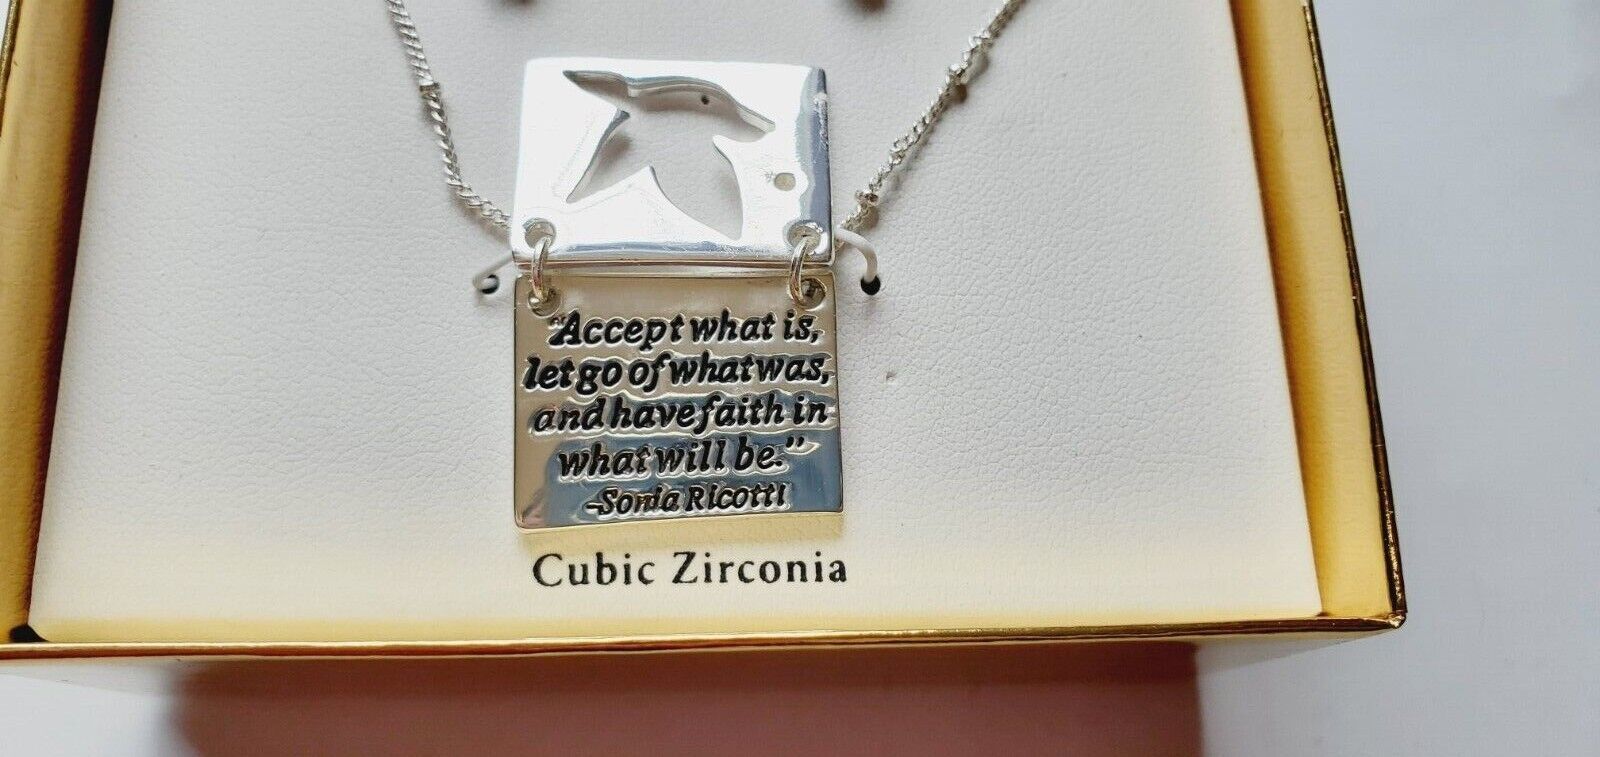 "Accept what is,
let go of what was,
and have faith in
what will be."
-Sonia Ricotti
Cubic Zirconia